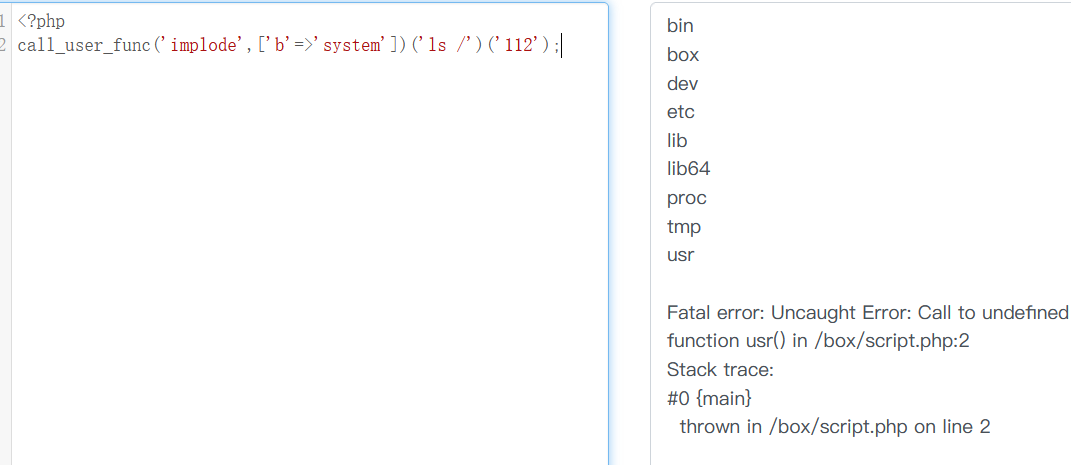 1 <?php
2 call_user_func('implode',['b'=>'system'])('ls /')('112');
bin
box
dev
etc
lib
lib64
proc
tmp
usr
Fatal error: Uncaught Error: Call to undefined
function usr() in /box/script.php:2
Stack trace:
#0 {main}
thrown in /box/script.php on line 2